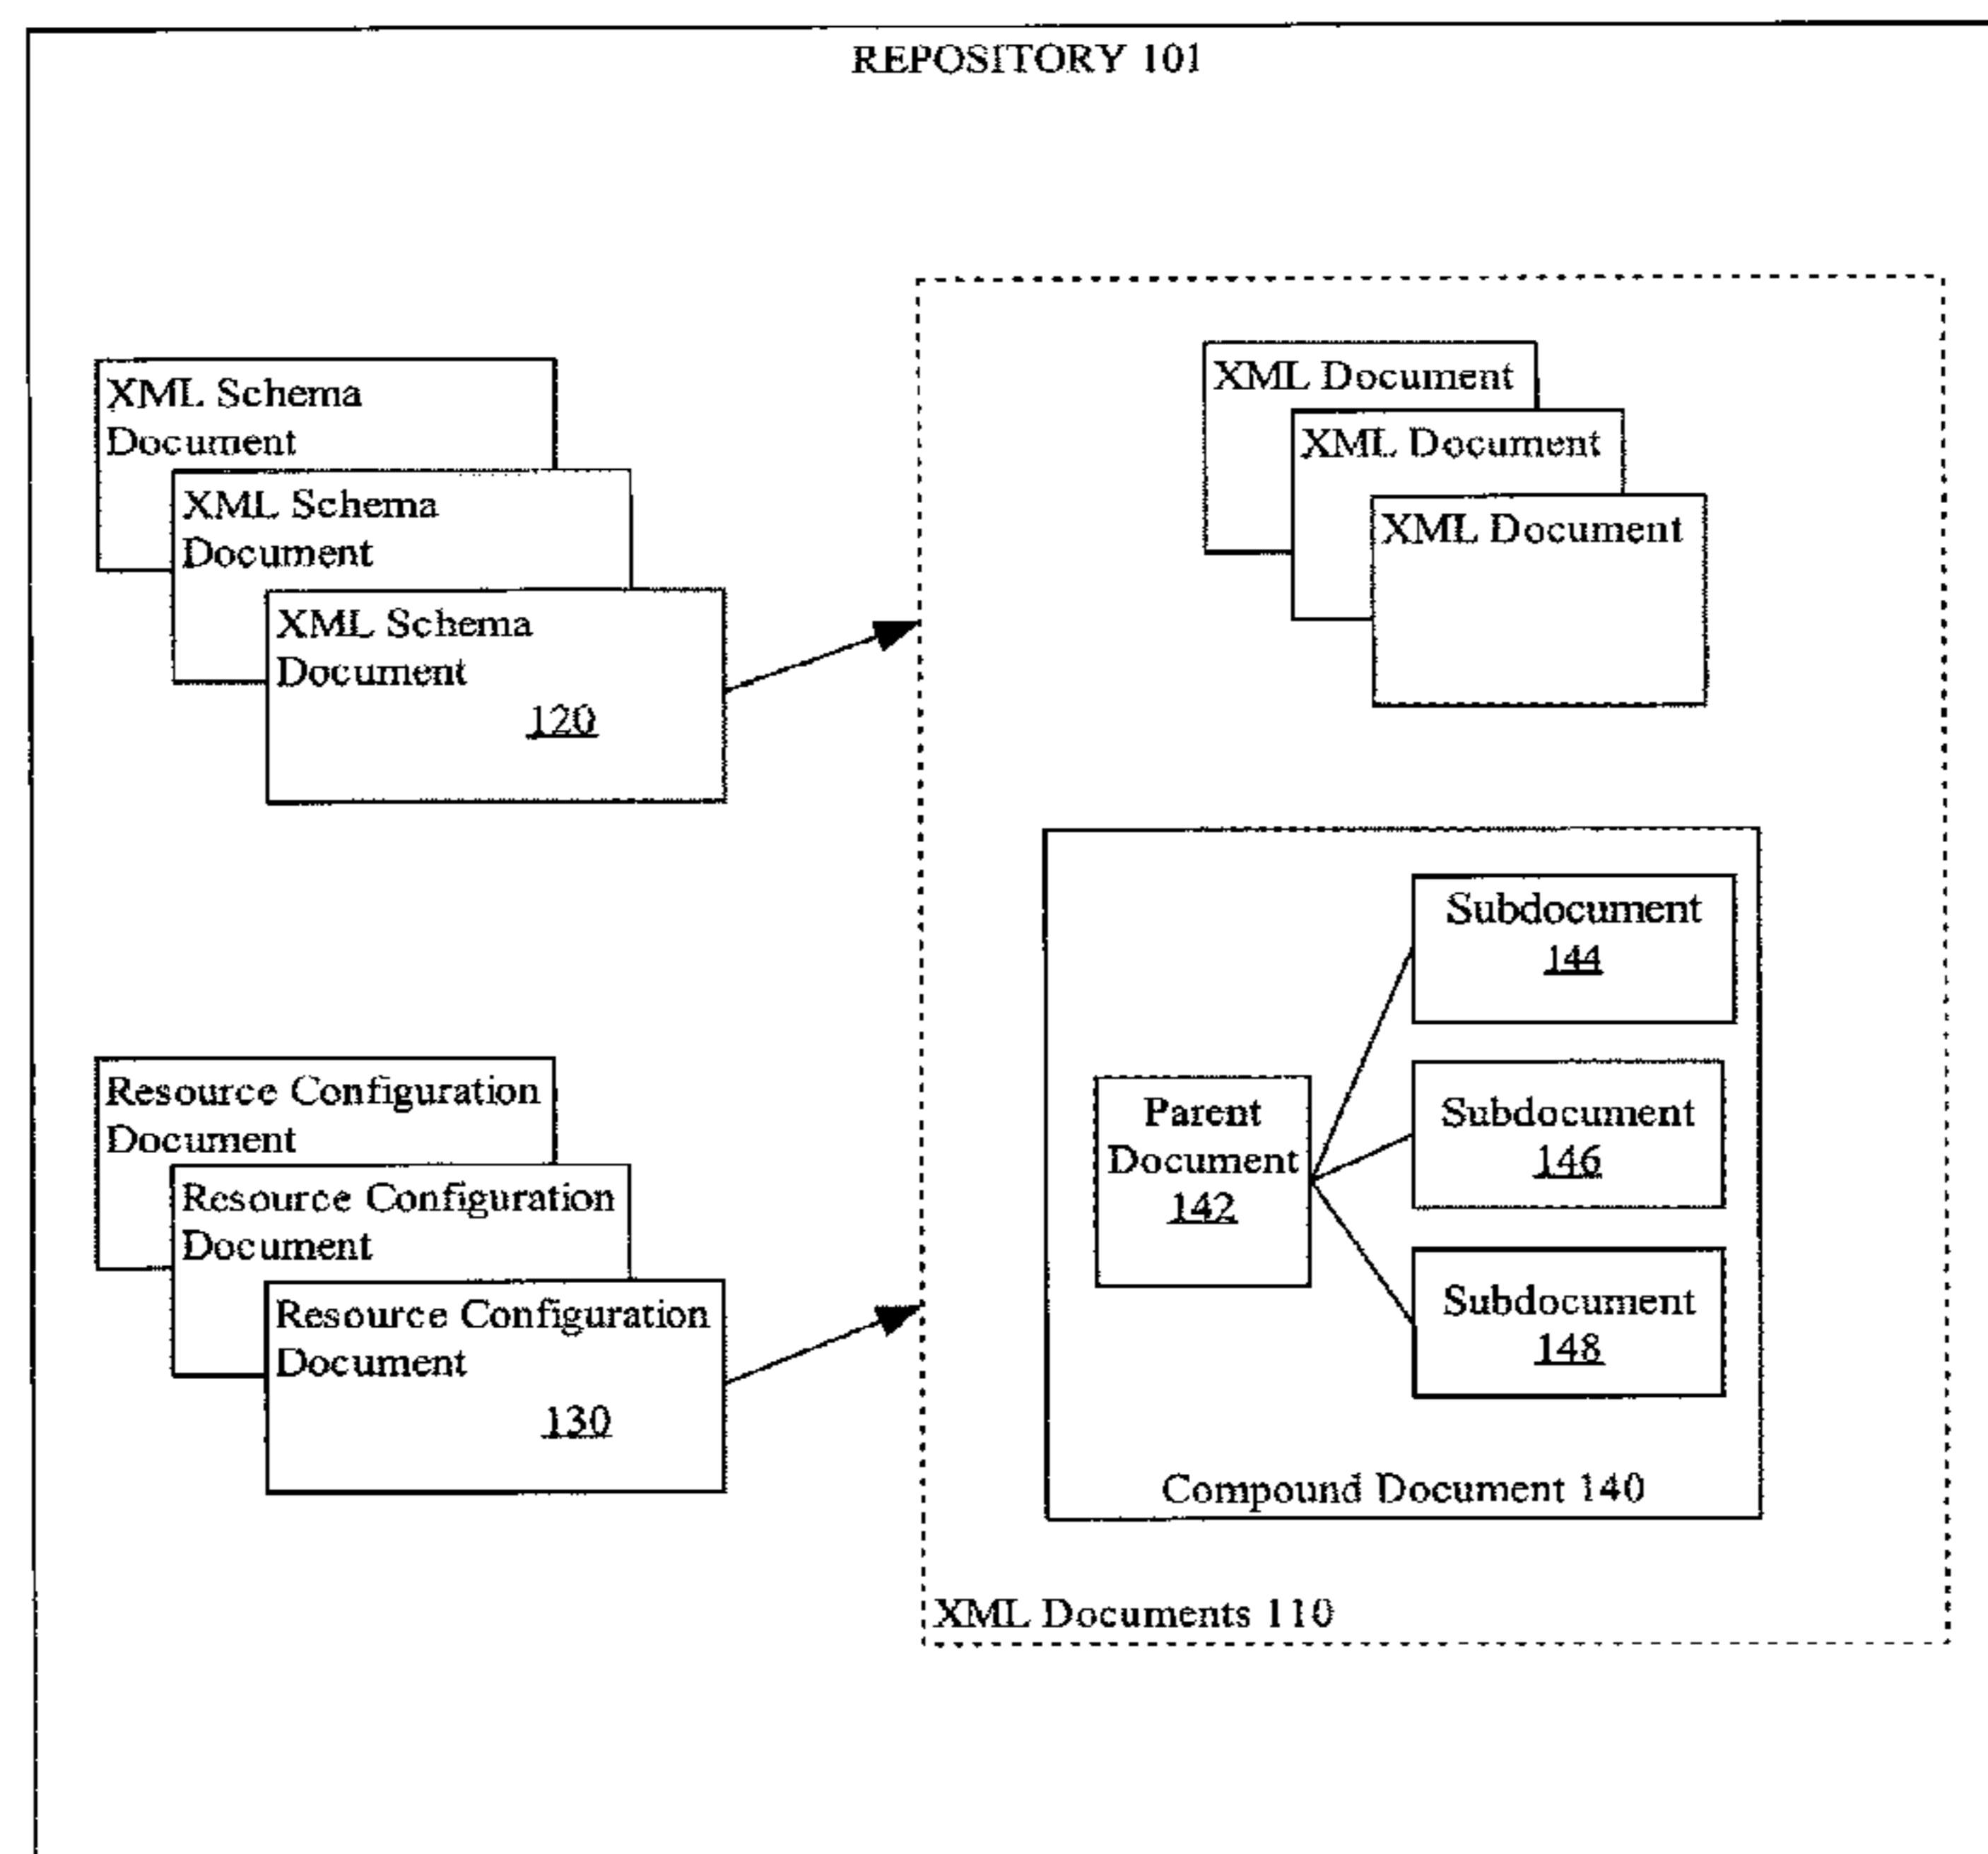 REPOSITORY 101
XML Schema
Document
XML Schema
Document
XML Schema
Document
120
Resource Configuration
Document
Resource Configuration
Document
Resource Configuration
Document
130
XML Document
XML Document
XML Document
Subdocument
144
Parent
Document
142
Subdocument
146
Subdocument
148
Compound Document 140
XML Documents 110